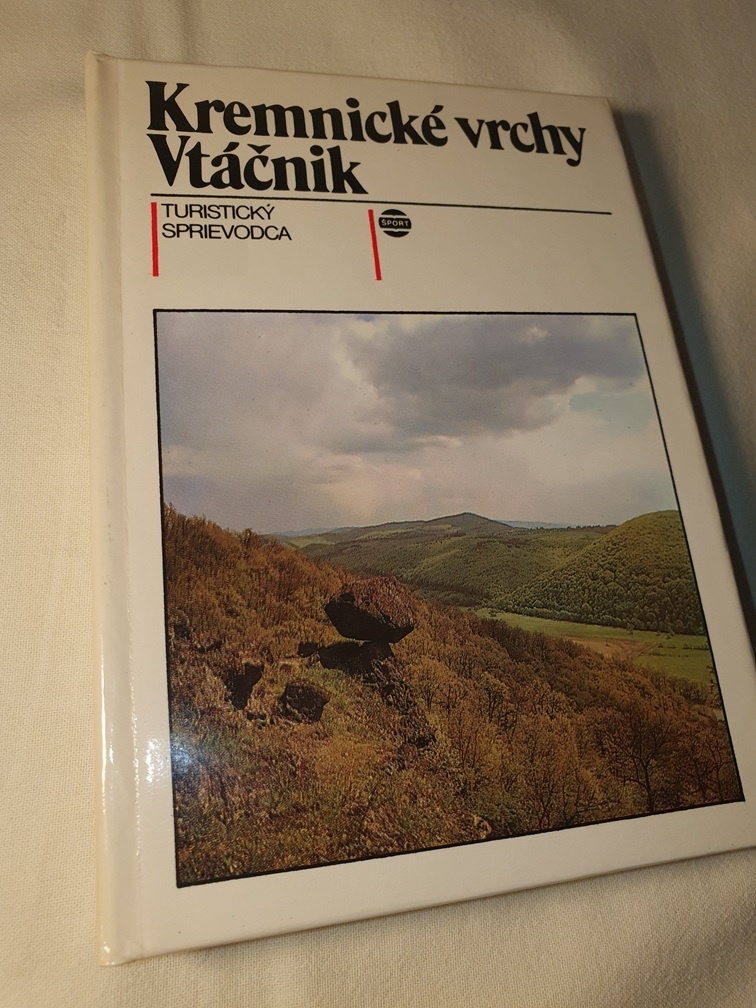 Kremnické vrchy
Vtáčnik
TURISTICKÝ
SPRIEVODCA
ŠPORT